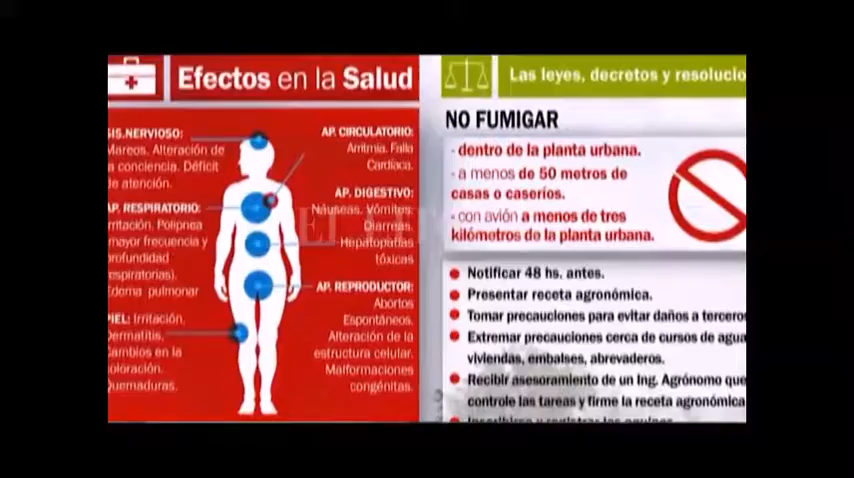 Efectos en la Salud
SIS.NERVIOSO:
Mareos. Alteración de
la conciencia. Déficit
de atención.
AP. RESPIRATORIO:
Irritación. Polipnea
mayor frecuencia y
profundidad
respiratorias).
Edema pulmonar
PIEL: Irritación.
Dermatitis.
Cambios en la
coloración.
Quemaduras.
AP. CIRCULATORIO:
Arritmia. Falla
Cardíaca.
AP. DIGESTIVO:
Náuseas. Vómitos
Diarreas.
Hepatopatías
tóxicas
AP. REPRODUCTOR:
Abortos
Espontáneos.
Alteración de la
estructura celular.
Malformaciones
congénitas.
Las leyes, decretos y resolucio
NO FUMIGAR
- dentro de la planta urbana.
- a menos de 50 metros de
casas o caseríos.
- con avión a menos de tres
kilómetros de la planta urbana.
Notificar 48 hs. antes.
Presentar receta agronómica.
Tomar precauciones para evitar daños a terceros
Extremar precauciones cerca de cursos de agua
viviendas, embalses, abrevaderos.
Recibir asesoramiento de un Ing. Agrónomo que
controle las tareas y firme la receta agronómica